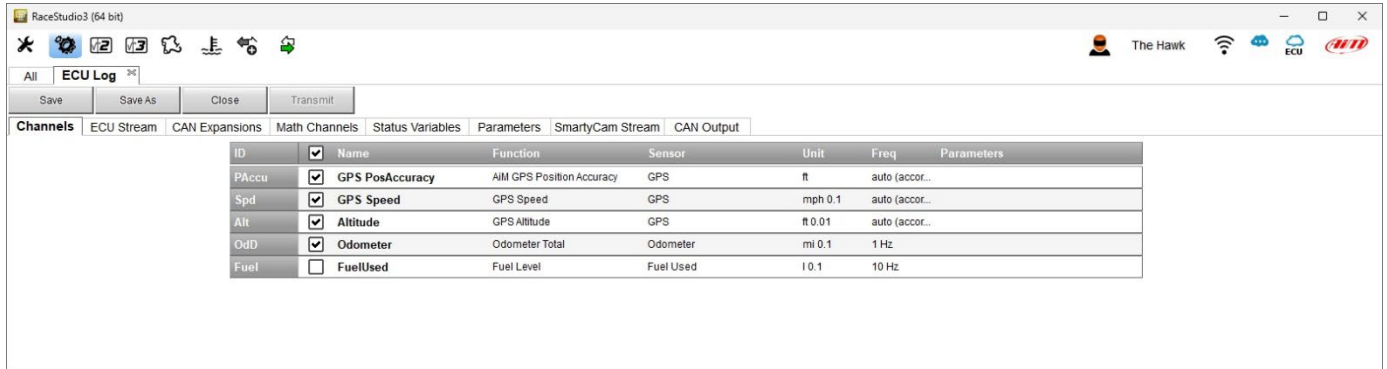 RaceStudio3 (64 bit)
The Hawk ECU AiM
All ECU Log
Save Save As Close Transmit
Channels ECU Stream CAN Expansions Math Channels Status Variables Parameters SmartyCam Stream CAN Output
ID Name Function Sensor Unit Freq Parameters
PAccu GPS PosAccuracy AiM GPS Position Accuracy GPS ft auto (accor...
Spd GPS Speed GPS Speed GPS mph 0.1 auto (accor...
Alt Altitude GPS Altitude GPS ft 0.01 auto (accor...
OdD Odometer Odometer Total Odometer mi 0.1 1 Hz
Fuel FuelUsed Fuel Level Fuel Used l 0.1 10 Hz